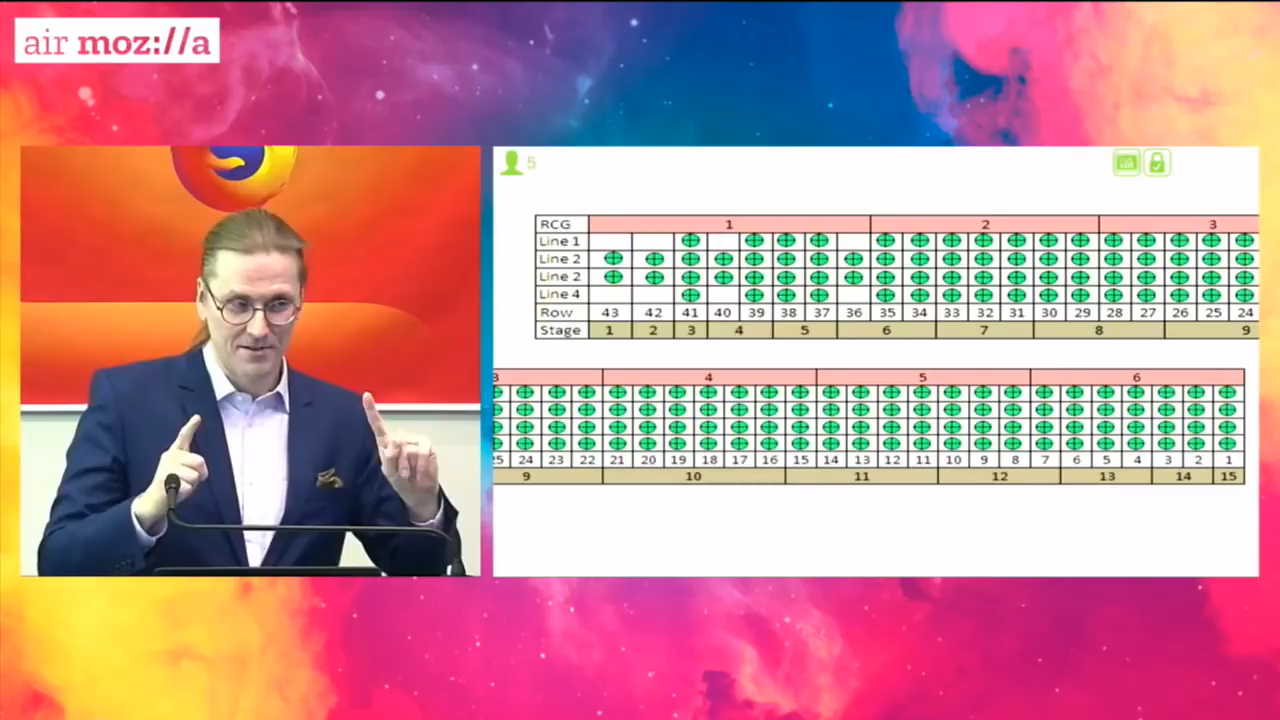 air moz://a
5
RCG 1 2 3
Line 1
Line 2
Line 2
Line 4
Row 43 42 41 40 39 38 37 36 35 34 33 32 31 30 29 28 27 26 25 24
Stage 1 2 3 4 5 6 7 8 9
3 4 5 6
25 24 23 22 21 20 19 18 17 16 15 14 13 12 11 10 9 8 7 6 5 4 3 2 1
9 10 11 12 13 14 15